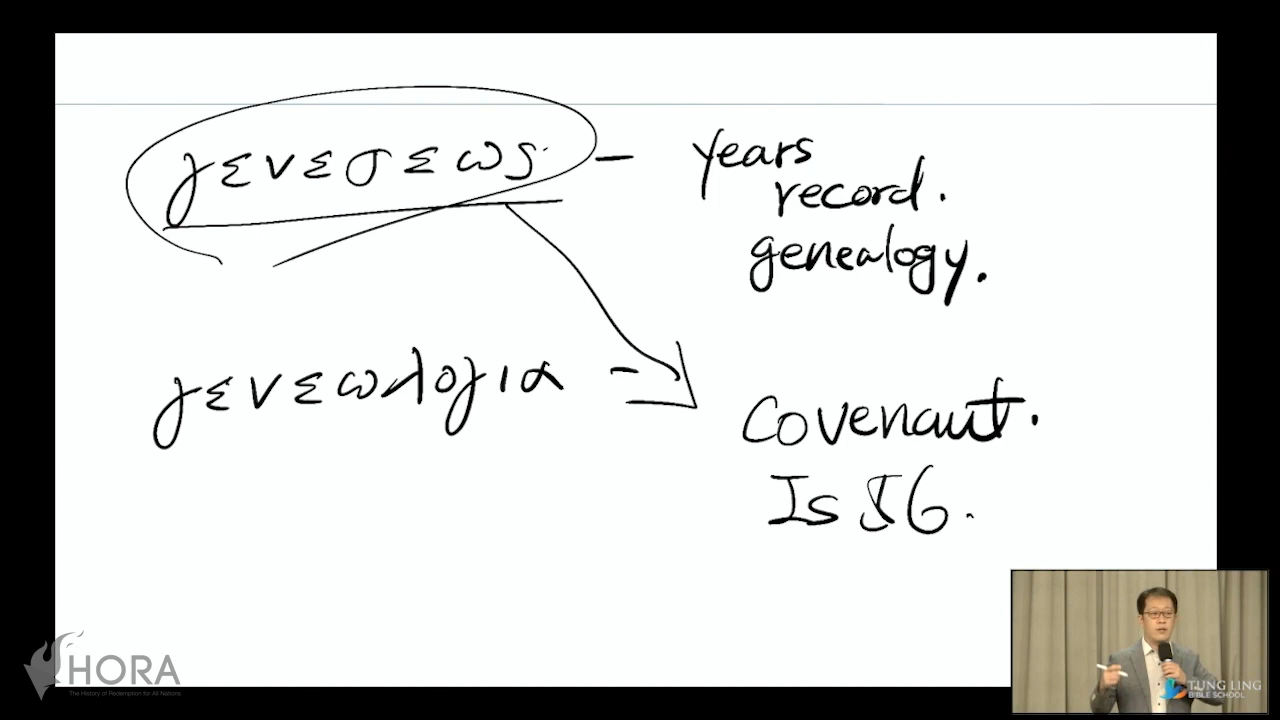 γενεσεως – years
record.
genealogy.
γενεωλογια –
covenant.
Is 56.
HORA
The History of Redemption for All Nations
TUNG LING
BIBLE SCHOOL